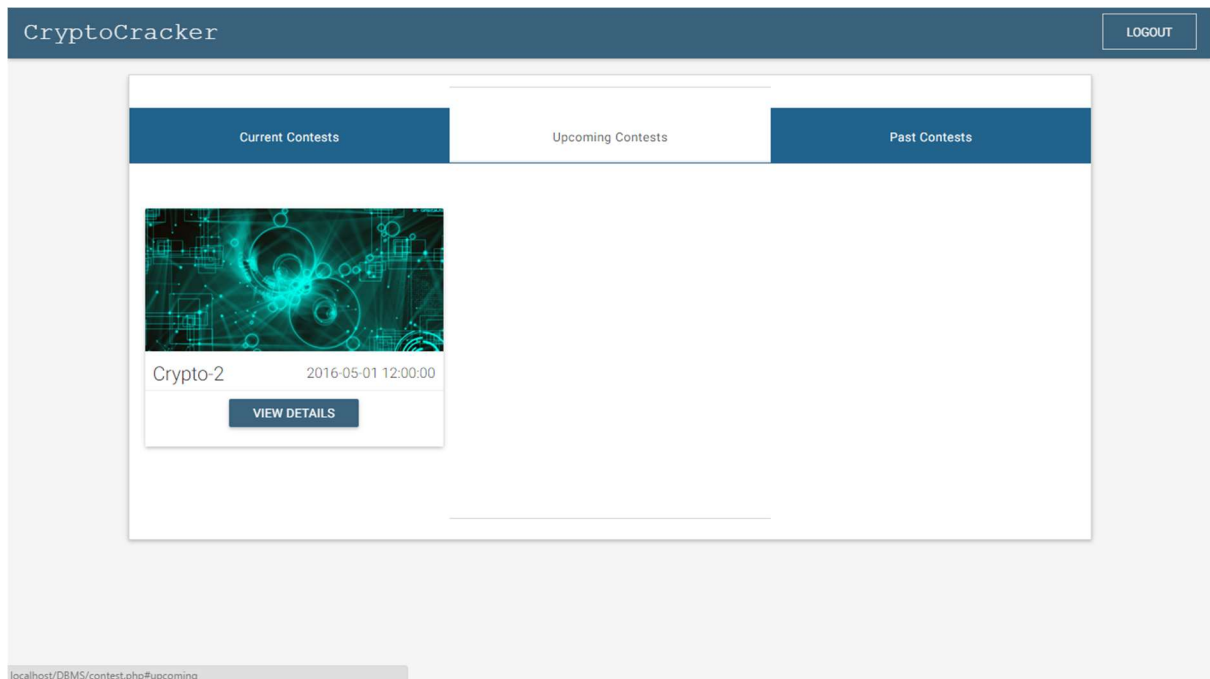 CryptoCracker
LOGOUT
Current Contests
Upcoming Contests
Past Contests
Crypto-2
2016-05-01 12:00:00
VIEW DETAILS
localhost/DBMS/contest.php#upcoming